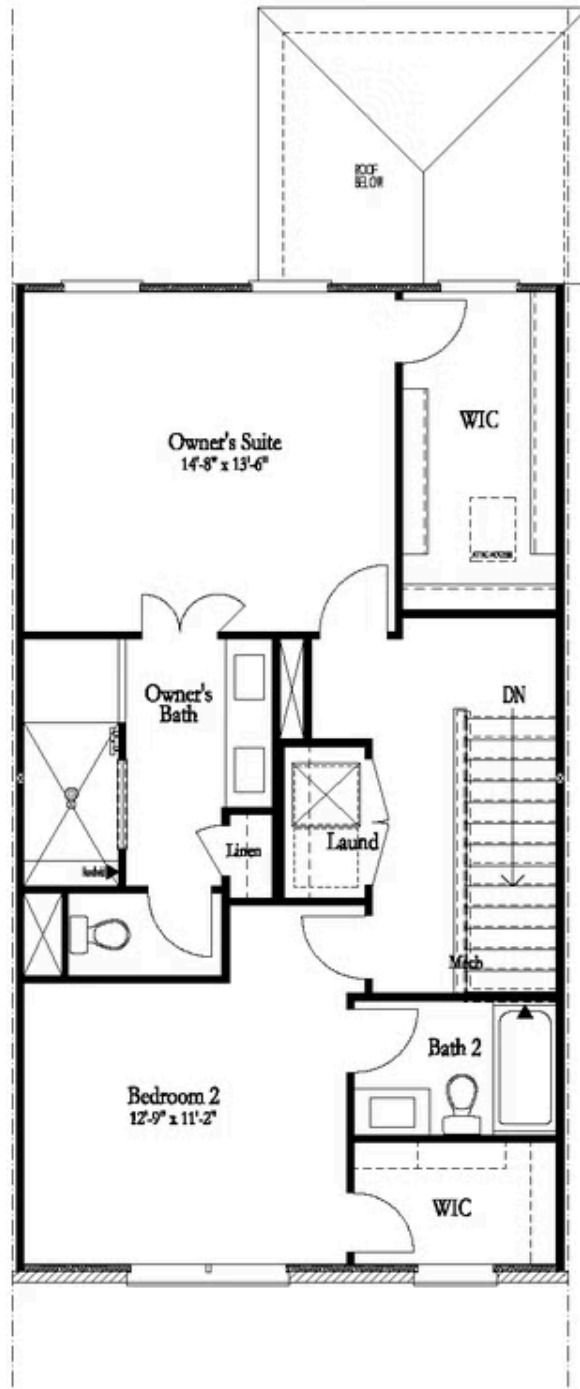 ROOF
BELOW
WIC
Owner's Suite
14'-8" x 13'-6"
Owner's
Bath
DN
Linen
Laund
Mech
Bath 2
Bedroom 2
12'-9" x 11'-2"
WIC